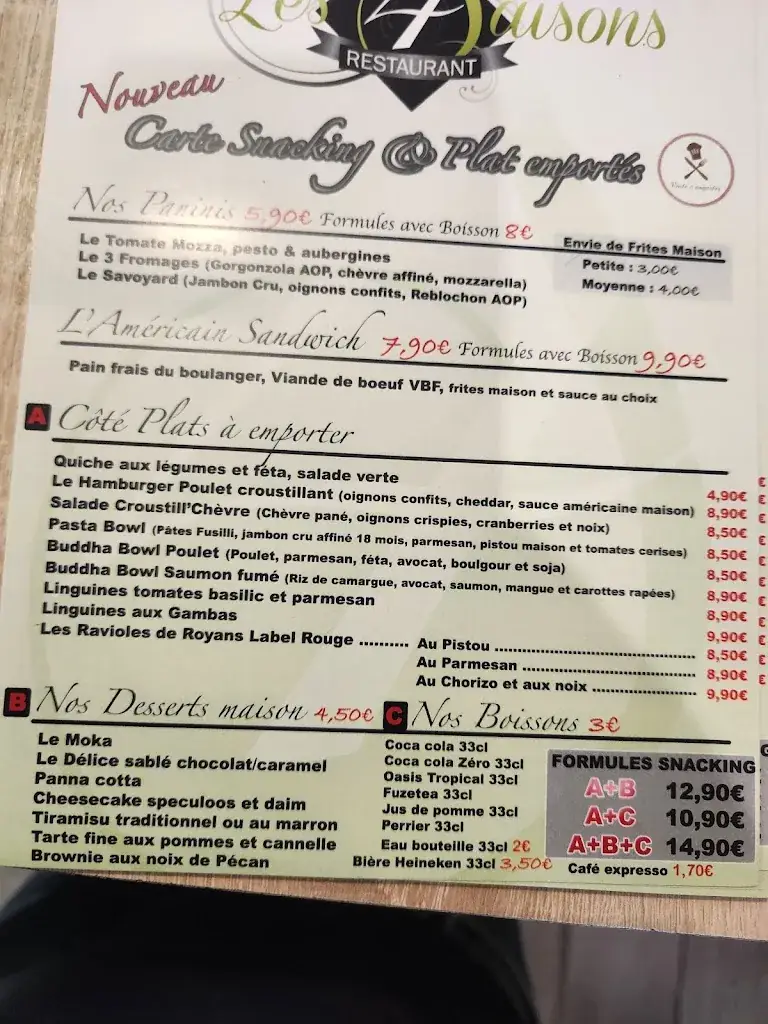 Les 4 Saisons
RESTAURANT
Nouveau
Carte Snacking & Plat emportés
Vente à emporter
Nos Paninis 5,90€ Formules avec Boisson 8€
Le Tomate Mozza, pesto & aubergines
Le 3 Fromages (Gorgonzola AOP, chèvre affiné, mozzarella)
Le Savoyard (Jambon Cru, oignons confits, Reblochon AOP)
Envie de Frites Maison
Petite : 3,00€
Moyenne : 4,00€
L'Américain Sandwich 7,90€ Formules avec Boisson 9,90€
Pain frais du boulanger, Viande de boeuf VBF, frites maison et sauce au choix
A Côté Plats à emporter
Quiche aux légumes et féta, salade verte 4,90€
Le Hamburger Poulet croustillant (oignons confits, cheddar, sauce américaine maison) 8,90€
Salade Croustill'Chèvre (Chèvre pané, oignons crispies, cranberries et noix) 8,50€
Pasta Bowl (Pâtes Fusilli, jambon cru affiné 18 mois, parmesan, pistou maison et tomates cerises) 8,50€
Buddha Bowl Poulet (Poulet, parmesan, féta, avocat, boulgour et soja) 8,50€
Buddha Bowl Saumon fumé (Riz de camargue, avocat, saumon, mangue et carottes rapées) 8,90€
Linguines tomates basilic et parmesan 8,90€
Linguines aux Gambas 9,90€
Les Ravioles de Royans Label Rouge .......... Au Pistou .......... 8,50€
Au Parmesan .......... 8,90€
Au Chorizo et aux noix .......... 9,90€
B Nos Desserts maison 4,50€
Le Moka
Le Délice sablé chocolat/caramel
Panna cotta
Cheesecake speculoos et daim
Tiramisu traditionnel ou au marron
Tarte fine aux pommes et cannelle
Brownie aux noix de Pécan
C Nos Boissons 3€
Coca cola 33cl
Coca cola Zéro 33cl
Oasis Tropical 33cl
Fuzetea 33cl
Jus de pomme 33cl
Perrier 33cl
Eau bouteille 33cl 2€
Bière Heineken 33cl 3,50€
FORMULES SNACKING
A+B 12,90€
A+C 10,90€
A+B+C 14,90€
Café expresso 1,70€